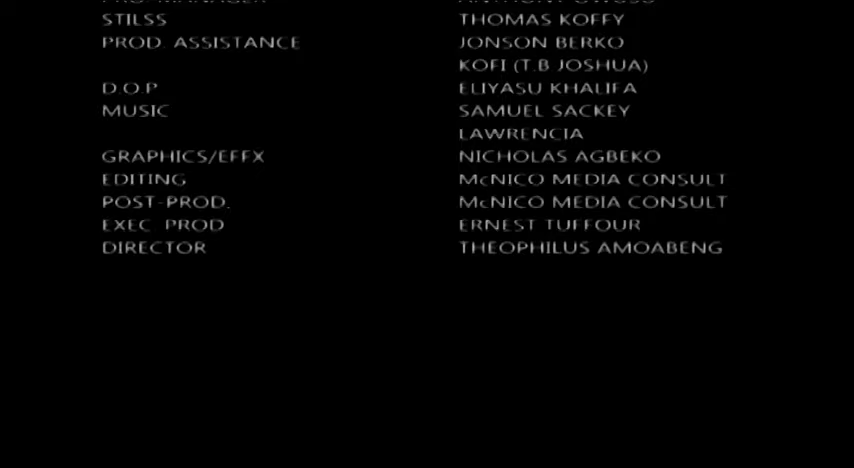 STILSS THOMAS KOFFY
PROD. ASSISTANCE JONSON BERKO
KOFI (T.B JOSHUA)
D.O.P ELIYASU KHALIFA
MUSIC SAMUEL SACKEY
LAWRENCIA
GRAPHICS/EFFX NICHOLAS AGBEKO
EDITING McNICO MEDIA CONSULT
POST-PROD. McNICO MEDIA CONSULT
EXEC PROD ERNEST TUFFOUR
DIRECTOR THEOPHILUS AMOABENG